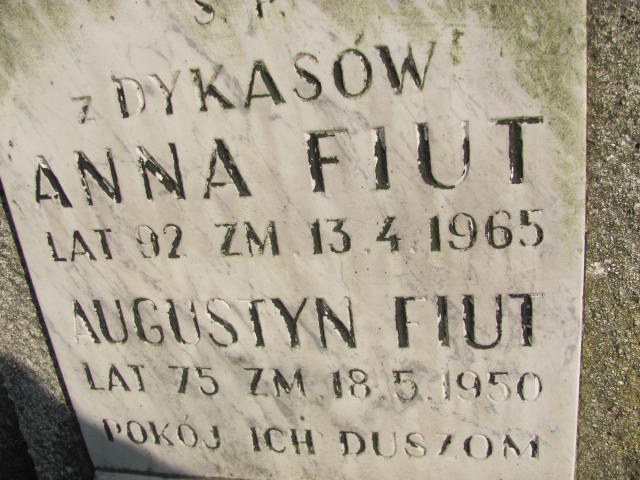 Ś. P.
z DYKASÓW
ANNA FIUT
LAT 92 ZM 13.4.1965
AUGUSTYN FIUT
LAT 75 ZM.18.5.1950
POKÓJ ICH DUSZOM